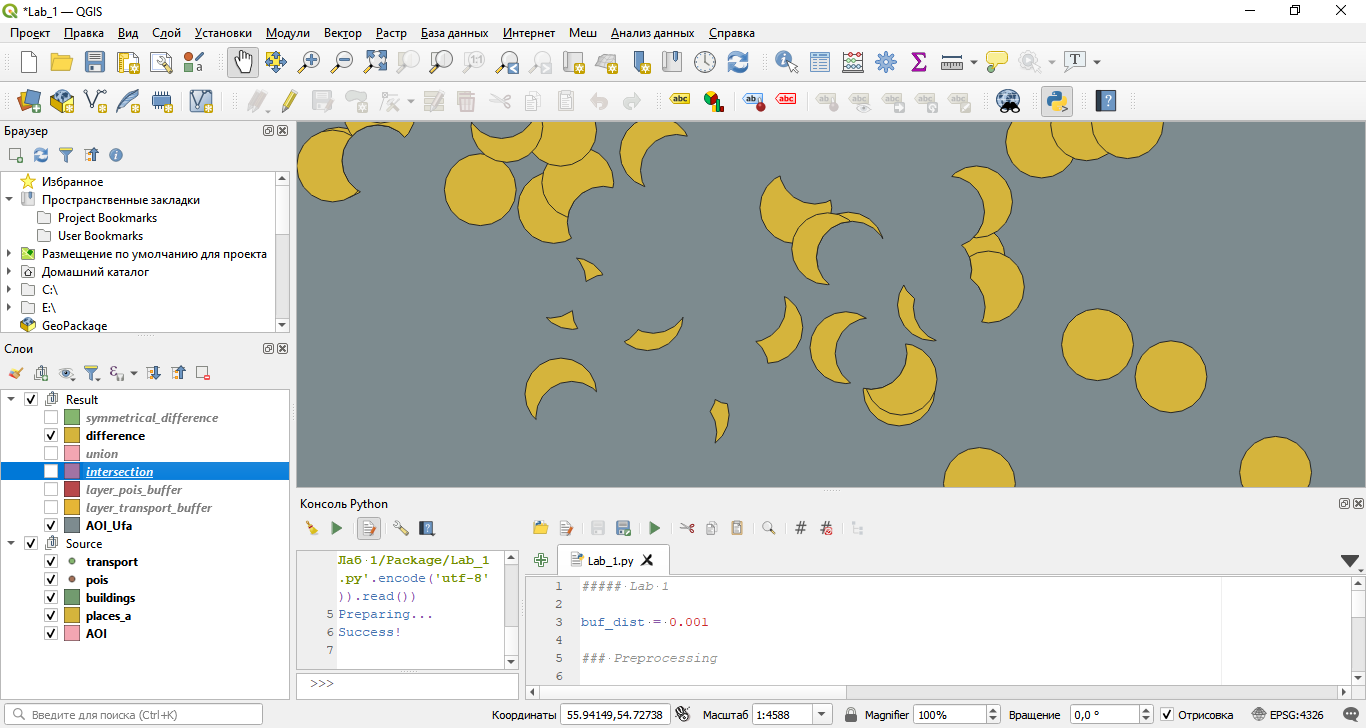 *Lab_1 — QGIS
Проект Правка Вид Слой Установки Модули Вектор Растр База данных Интернет Меш Анализ данных Справка
Браузер
Избранное
Пространственные закладки
Project Bookmarks
User Bookmarks
Размещение по умолчанию для проекта
Домашний каталог
C:\
E:\
GeoPackage
Слои
Result
symmetrical_difference
difference
union
intersection
layer_pois_buffer
layer_transport_buffer
AOI_Ufa
Source
transport
pois
buildings
places_a
AOI
Консоль Python
Лаб 1/Package/Lab_1
.py'.encode('utf-8'
)).read())
5 Preparing...
6 Success!
7
>>>
Lab_1.py
1 ##### Lab 1
2
3 buf_dist = 0.001
4
5 ### Preprocessing
6
Введите для поиска (Ctrl+K)
Координаты 55.94149,54.72738 Масштаб 1:4588 Magnifier 100% Вращение 0,0 ° Отрисовка EPSG:4326